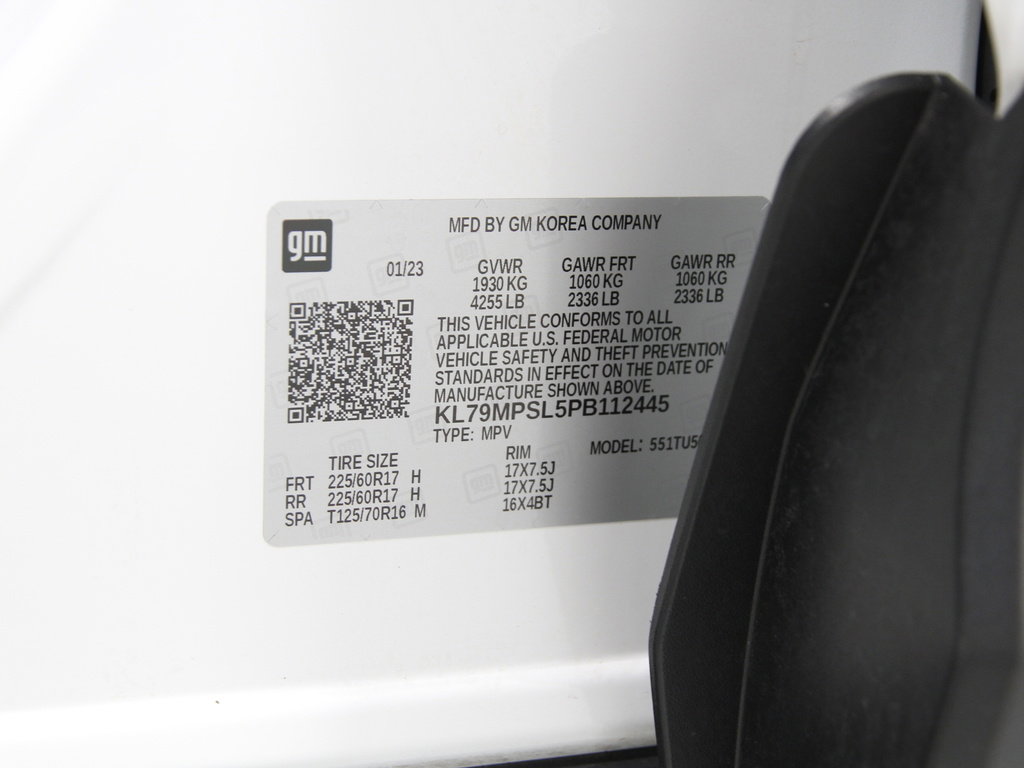 gm
MFD BY GM KOREA COMPANY
01/23 GVWR GAWR FRT GAWR RR
1930 KG 1060 KG 1060 KG
4255 LB 2336 LB 2336 LB
THIS VEHICLE CONFORMS TO ALL
APPLICABLE U.S. FEDERAL MOTOR
VEHICLE SAFETY AND THEFT PREVENTION
STANDARDS IN EFFECT ON THE DATE OF
MANUFACTURE SHOWN ABOVE.
KL79MPSL5PB112445
TYPE: MPV MODEL:
TIRE SIZE RIM
FRT 225/60R17 H 17X7.5J
RR 225/60R17 H 17X7.5J
SPA T125/70R16 M 16X4BT